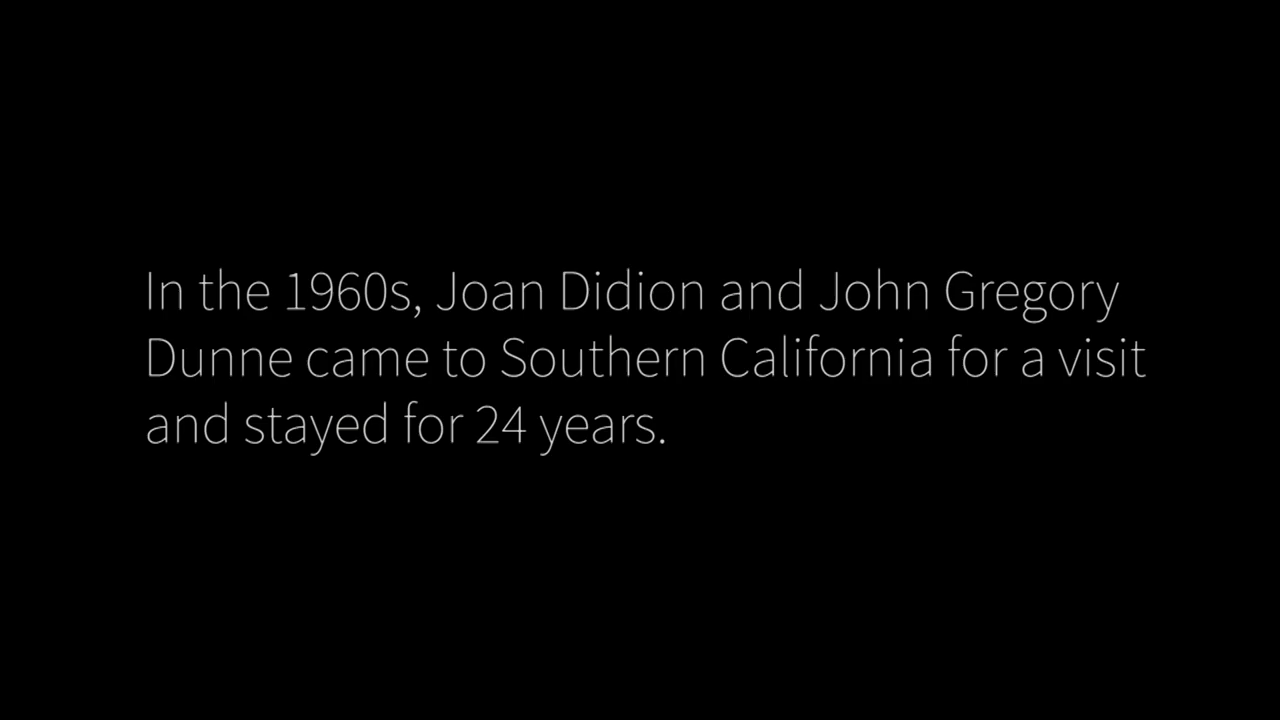 In the 1960s, Joan Didion and John Gregory
Dunne came to Southern California for a visit
and stayed for 24 years.